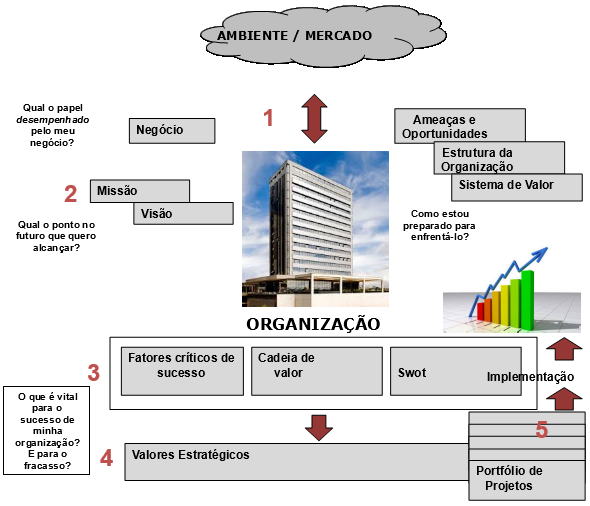 AMBIENTE / MERCADO
1
Qual o papel
desempenhado
pelo meu
negócio?
Negócio
Ameaças e
Oportunidades
Estrutura da
Organização
Sistema de Valor
2
Missão
Visão
Qual o ponto no
futuro que quero
alcançar?
Como estou
preparado para
enfrentá-lo?
ORGANIZAÇÃO
3
Fatores críticos de
sucesso
Cadeia de
valor
Swot
Implementação
O que é vital
para o
sucesso de
minha
organização?
E para o
fracasso?
4
Valores Estratégicos
5
Portfólio de
Projetos